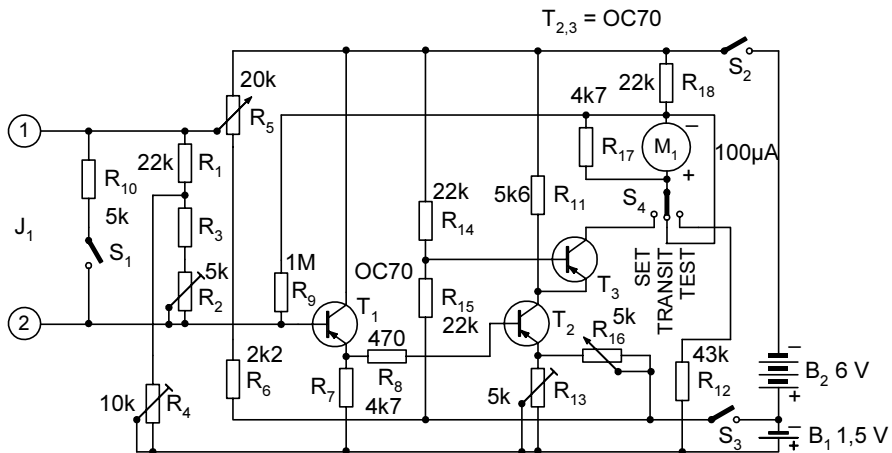 T2,3 = OC70
S2
20k
R5
22k
R18
4k7
1
R17
M1
−
+
100µA
22k
R1
R10
5k
J1
S1
R3
5k
R2
22k
R14
5k6
R11
S4
SET
TRANSIT
TEST
T3
1M
R9
OC70
R15
22k
2
T1
T2
5k
R16
470
R8
43k
R12
−
B2 6 V
+
2k2
R6
R7
4k7
10k
R4
5k
R13
S3
−
B1 1,5 V
+